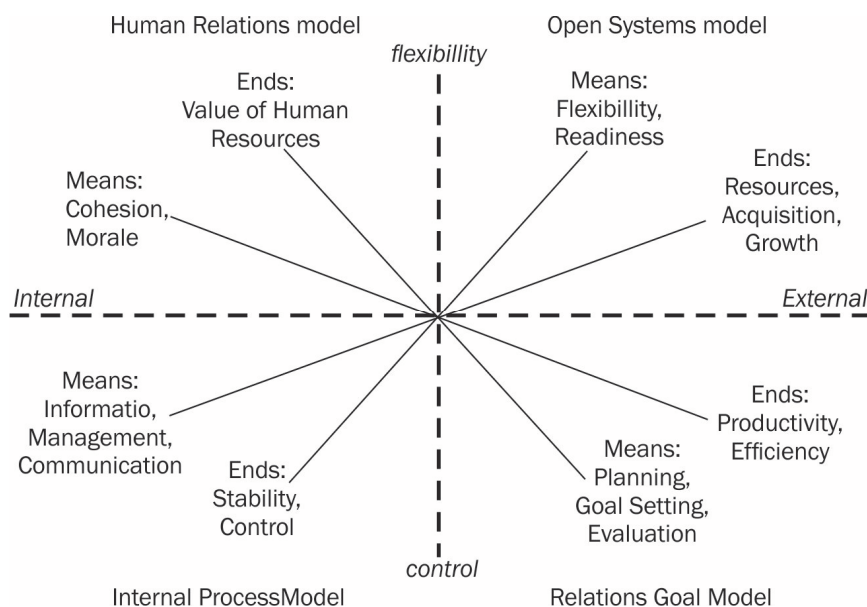 Human Relations model
Open Systems model
flexibillity
Ends:
Value of Human
Resources
Means:
Flexibillity,
Readiness
Means:
Cohesion,
Morale
Ends:
Resources,
Acquisition,
Growth
Internal
External
Means:
Informatio,
Management,
Communication
Ends:
Stability,
Control
Means:
Planning,
Goal Setting,
Evaluation
Ends:
Productivity,
Efficiency
control
Internal ProcessModel
Relations Goal Model